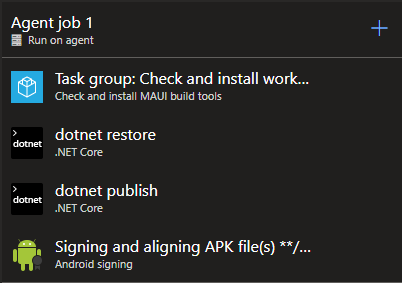 Agent job 1
Run on agent
Task group: Check and install work...
Check and install MAUI build tools
dotnet
dotnet restore
.NET Core
dotnet
dotnet publish
.NET Core
Signing and aligning APK file(s) **/...
Android signing